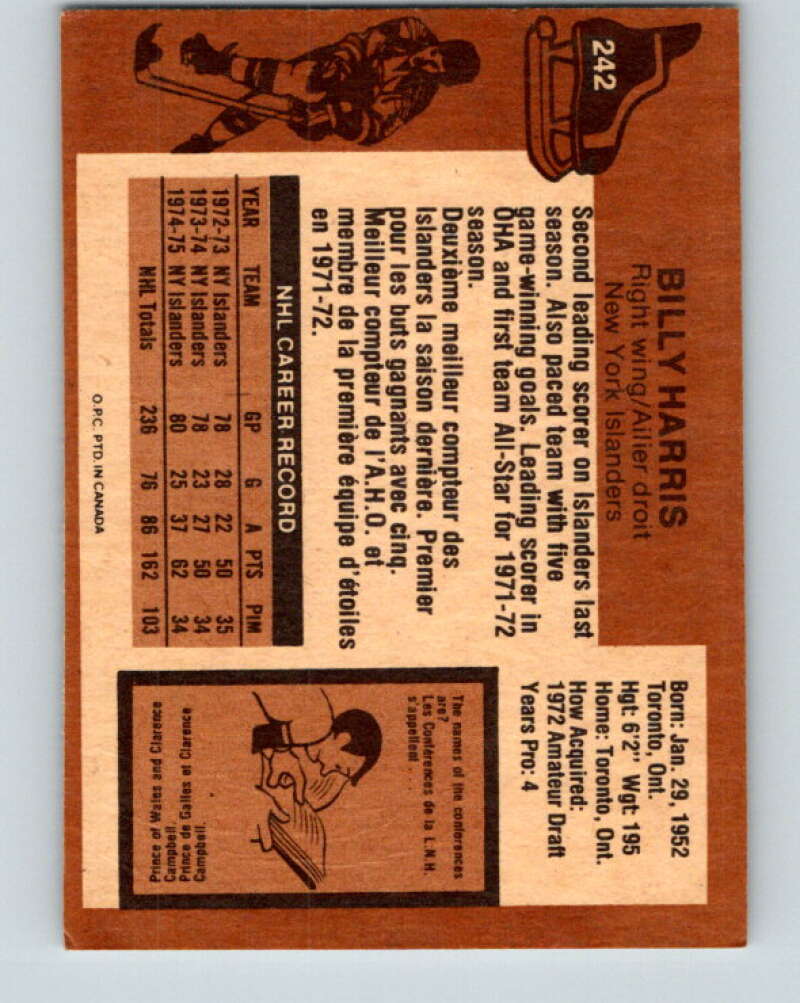 242
BILLY HARRIS
Right wing/Ailier droit
New York Islanders
Born: Jan. 29, 1952
Toronto, Ont.
Hgt: 6'2" Wgt: 195
Home: Toronto, Ont.
How Acquired:
1972 Amateur Draft
Years Pro: 4
Second leading scorer on Islanders last
season. Also paced team with five
game-winning goals. Leading scorer in
OHA and first team All-Star for 1971-72
season.
Deuxième meilleur compteur des
Islanders la saison dernière. Premier
pour les buts gagnants avec cinq.
Meilleur compteur de l'A.H.O. et
membre de la première équipe d'étoiles
en 1971-72.
NHL CAREER RECORD
YEAR TEAM GP G A PTS PIM
1972-73 NY Islanders 78 28 22 50 35
1973-74 NY Islanders 78 23 27 50 34
1974-75 NY Islanders 80 25 37 62 34
NHL Totals 236 76 86 162 103
The names of the conferences
are?
Les Conférences de la L.N.H.
s'appellent . .
Prince of Wales and Clarence
Campbell.
Prince de Galles et Clarence
Campbell.
O.P.C. PTD. IN CANADA